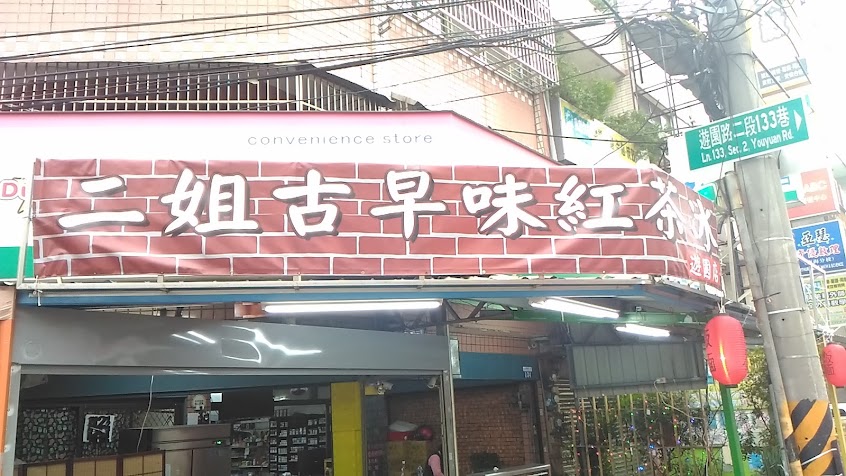 convenience store
二姐古早味紅茶冰
遊園店
遊園路二段133巷
Ln. 133, Sec. 2, Youyuan Rd.
ABC